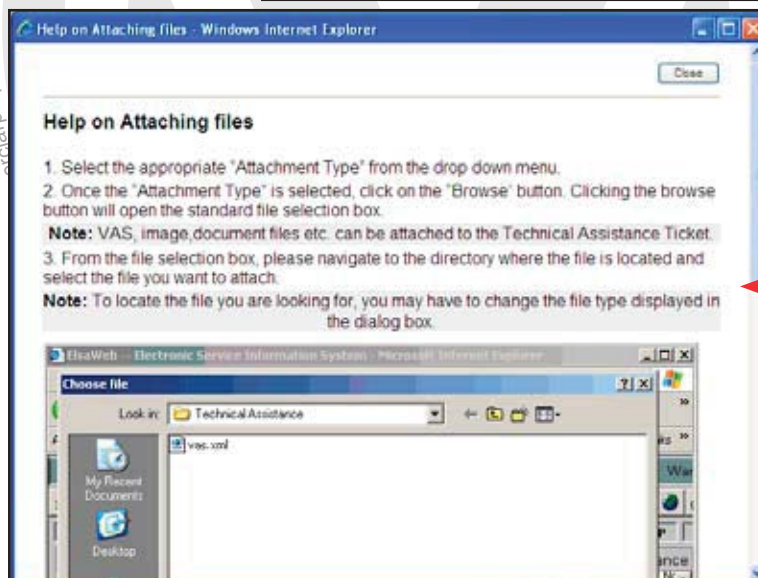 Help on Attaching files - Windows Internet Explorer
Close
Help on Attaching files
1. Select the appropriate "Attachment Type" from the drop down menu.
2. Once the "Attachment Type" is selected, click on the "Browse" button. Clicking the browse
button will open the standard file selection box.
Note: VAS, image,document files etc. can be attached to the Technical Assistance Ticket.
3. From the file selection box, please navigate to the directory where the file is located and
select the file you want to attach.
Note: To locate the file you are looking for, you may have to change the file type displayed in
the dialog box.
ElsaWeb - Electronic Service Information System - Microsoft Internet Explorer
Choose file
Look in: Technical Assistance
vas.xml
My Recent
Documents
Desktop